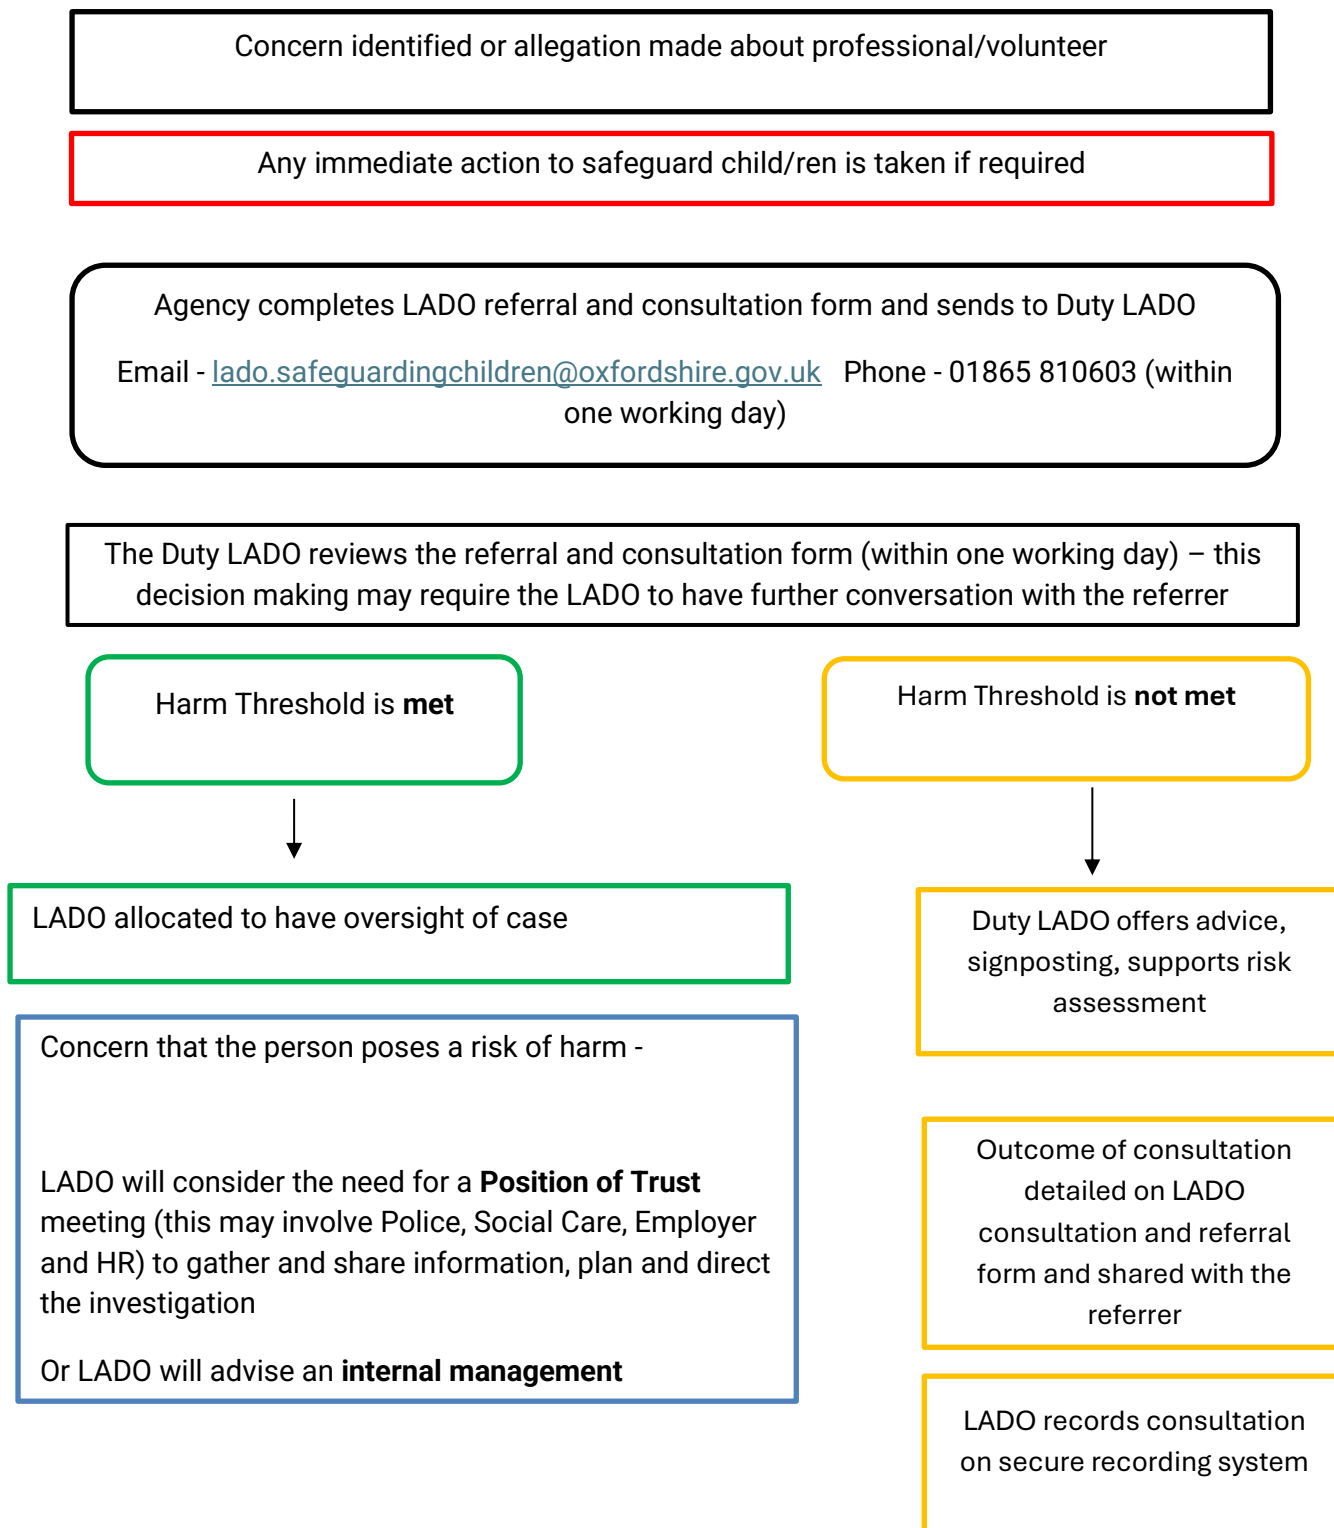 Concern identified or allegation made about professional/volunteer
Any immediate action to safeguard child/ren is taken if required
Agency completes LADO referral and consultation form and sends to Duty LADO
Email - lado.safeguardingchildren@oxfordshire.gov.uk   Phone - 01865 810603 (within
one working day)
The Duty LADO reviews the referral and consultation form (within one working day) – this
decision making may require the LADO to have further conversation with the referrer
Harm Threshold is met
LADO allocated to have oversight of case
Concern that the person poses a risk of harm -
LADO will consider the need for a Position of Trust
meeting (this may involve Police, Social Care, Employer
and HR) to gather and share information, plan and direct
the investigation
Or LADO will advise an internal management
Harm Threshold is not met
Duty LADO offers advice,
signposting, supports risk
assessment
Outcome of consultation
detailed on LADO
consultation and referral
form and shared with the
referrer
LADO records consultation
on secure recording system